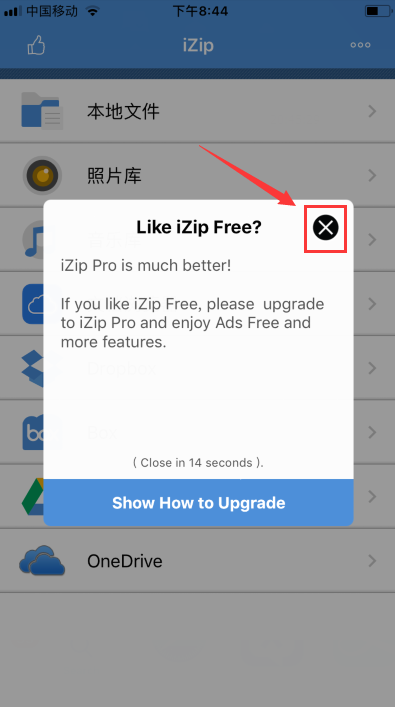 中国移动
下午8:44
iZip
本地文件
照片库
Like iZip Free?
iZip Pro is much better!
If you like iZip Free, please upgrade
to iZip Pro and enjoy Ads Free and
more features.
Dropbox
( Close in 14 seconds ).
Show How to Upgrade
OneDrive